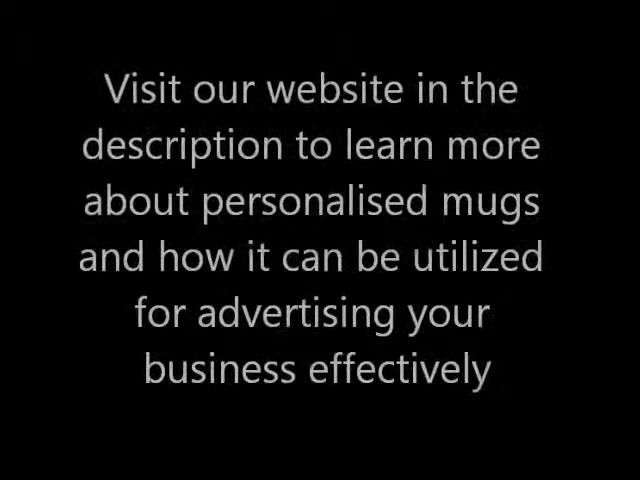 Visit our website in the
description to learn more
about personalised mugs
and how it can be utilized
for advertising your
business effectively